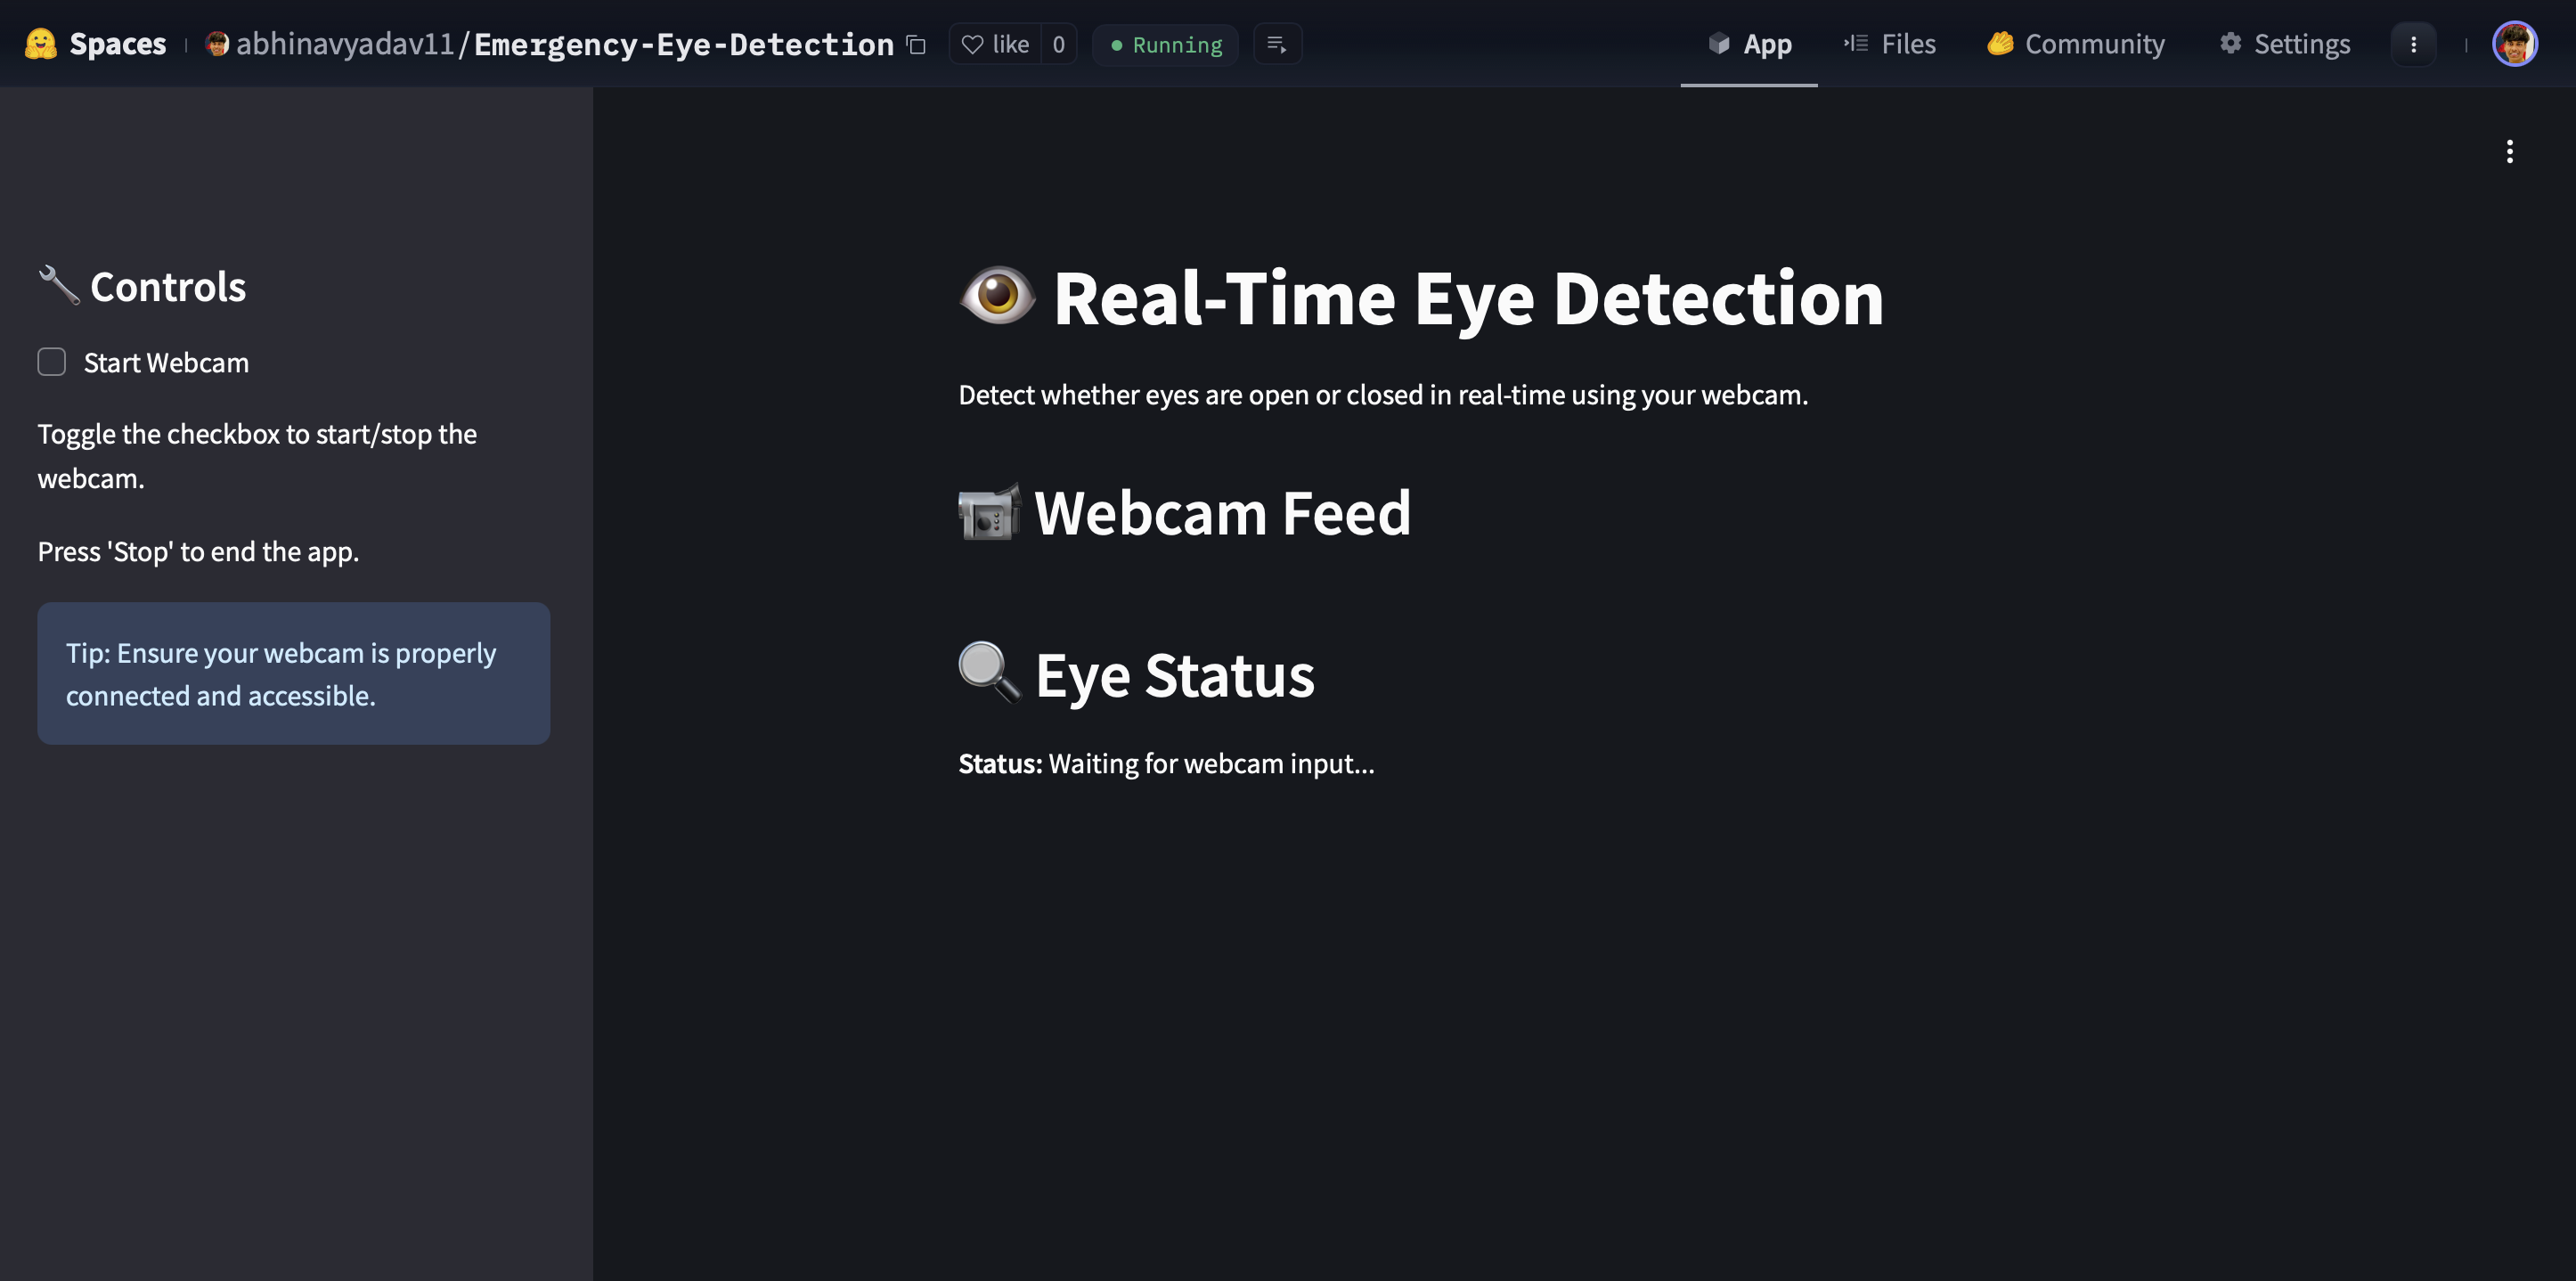 Spaces
abhinavyadav11/Emergency-Eye-Detection
like 0
Running
App
Files
Community
Settings
Controls
Start Webcam
Toggle the checkbox to start/stop the
webcam.
Press 'Stop' to end the app.
Tip: Ensure your webcam is properly
connected and accessible.
Real-Time Eye Detection
Detect whether eyes are open or closed in real-time using your webcam.
Webcam Feed
Eye Status
Status: Waiting for webcam input...